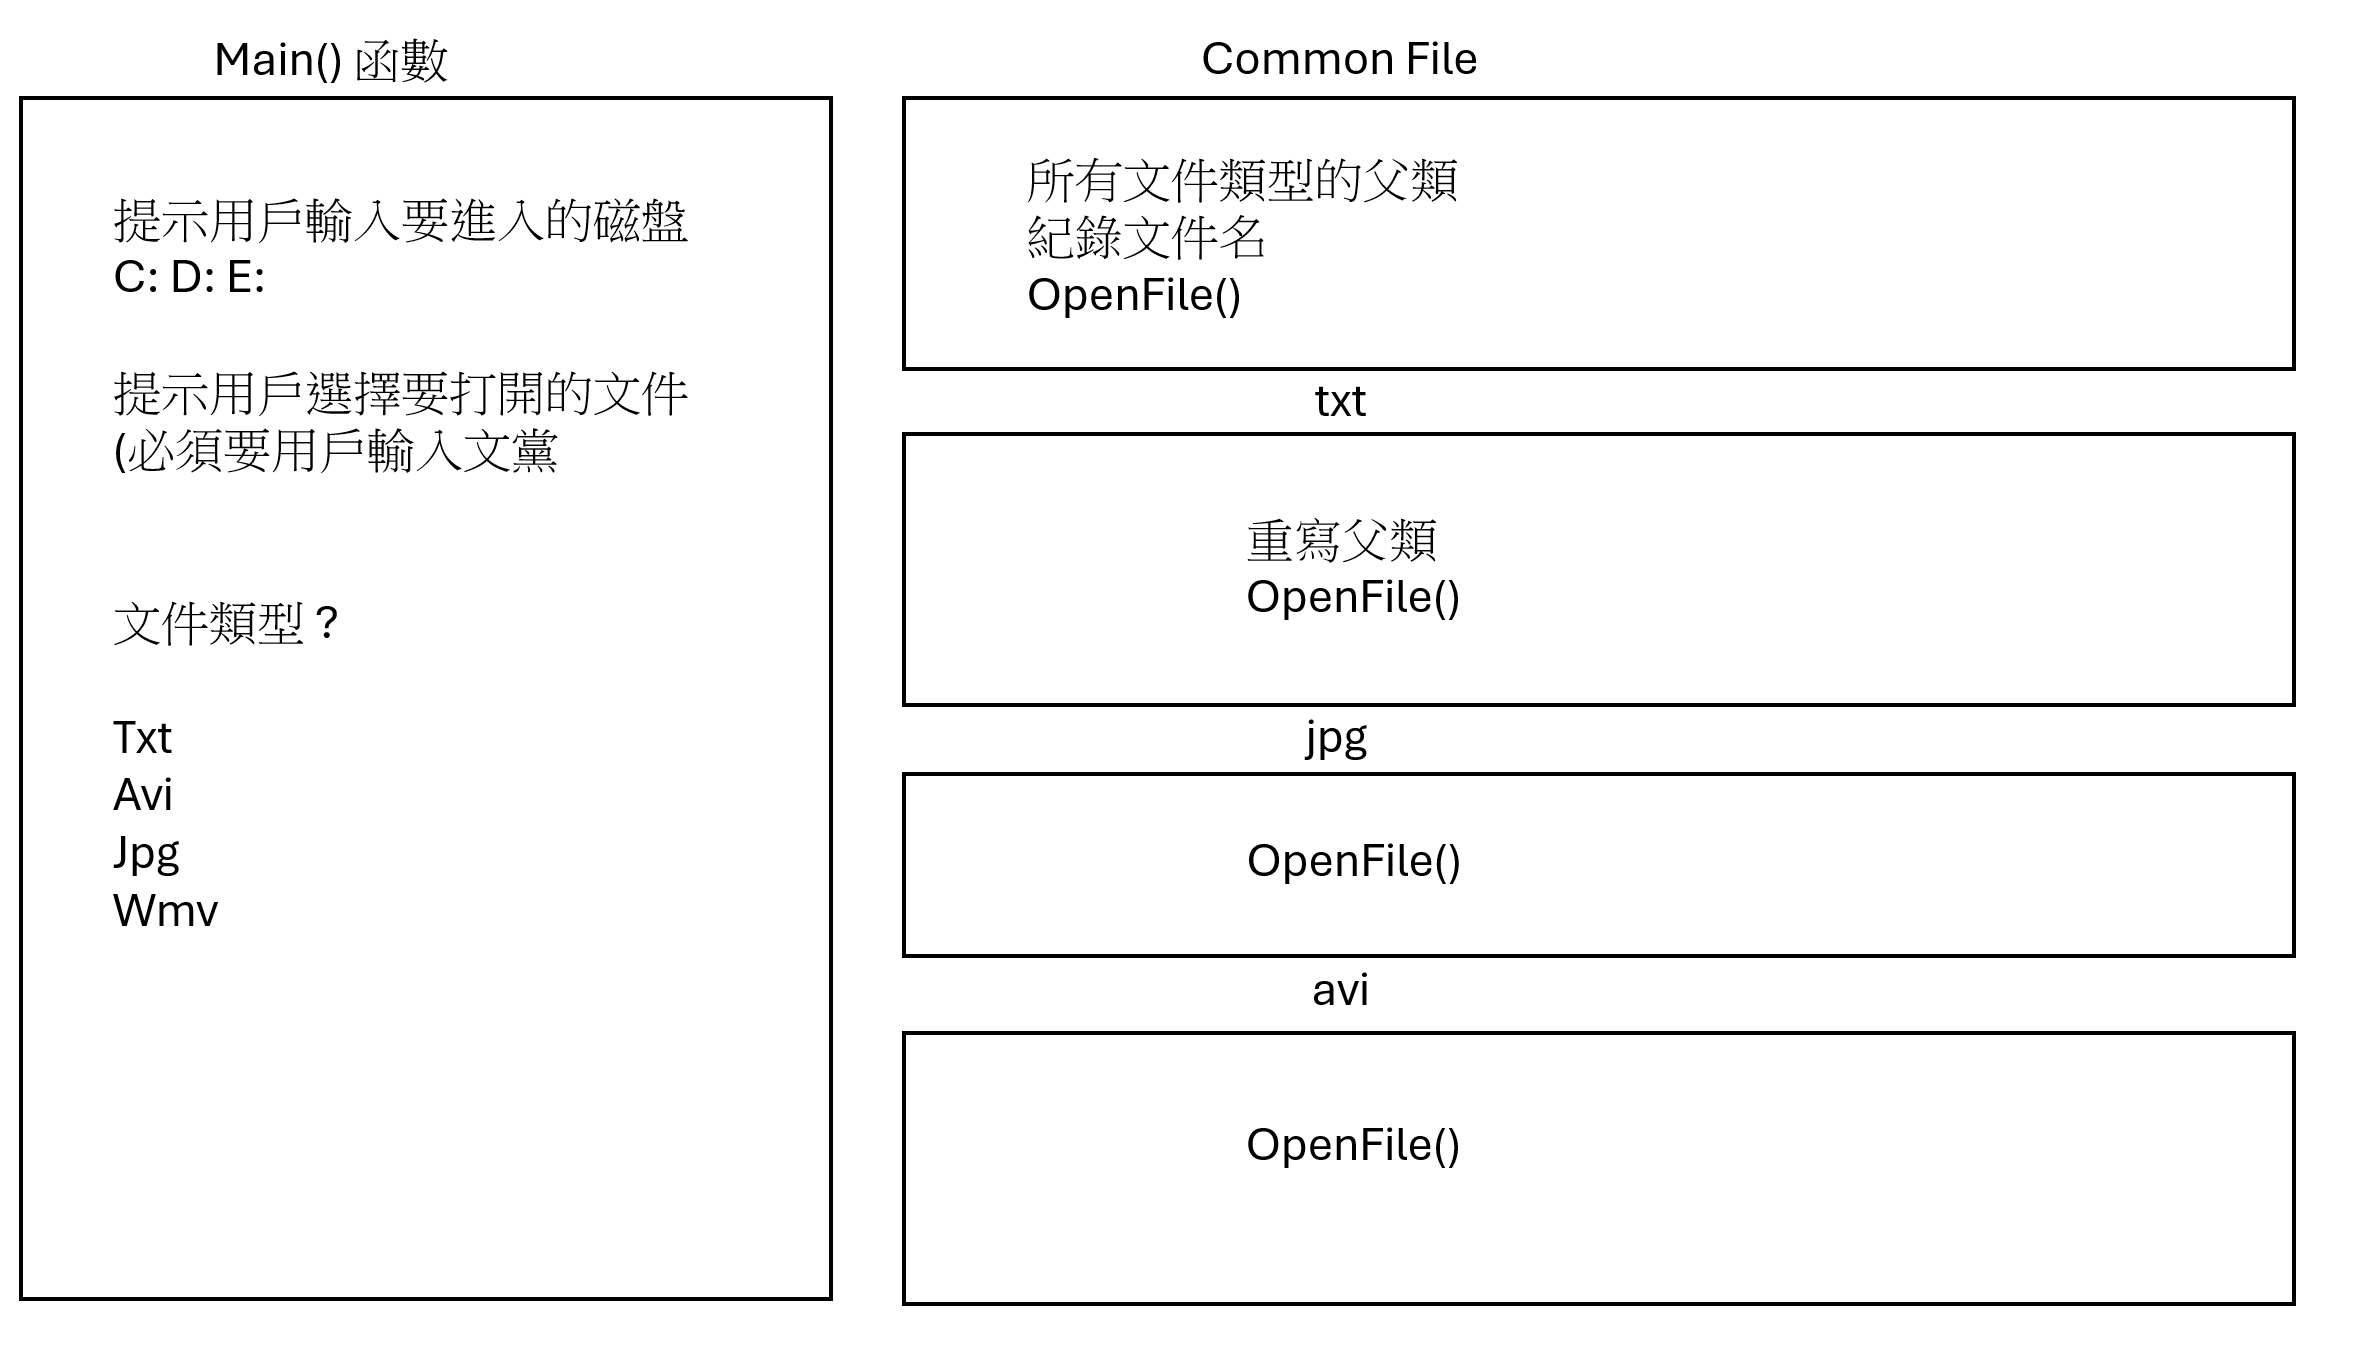 Main() 函數
提示用戶輸入要進入的磁盤
C: D: E:
提示用戶選擇要打開的文件
(必須要用戶輸入文黨
文件類型？
Txt
Avi
Jpg
Wmv
Common File
所有文件類型的父類
紀錄文件名
OpenFile()
txt
重寫父類
OpenFile()
jpg
OpenFile()
avi
OpenFile()